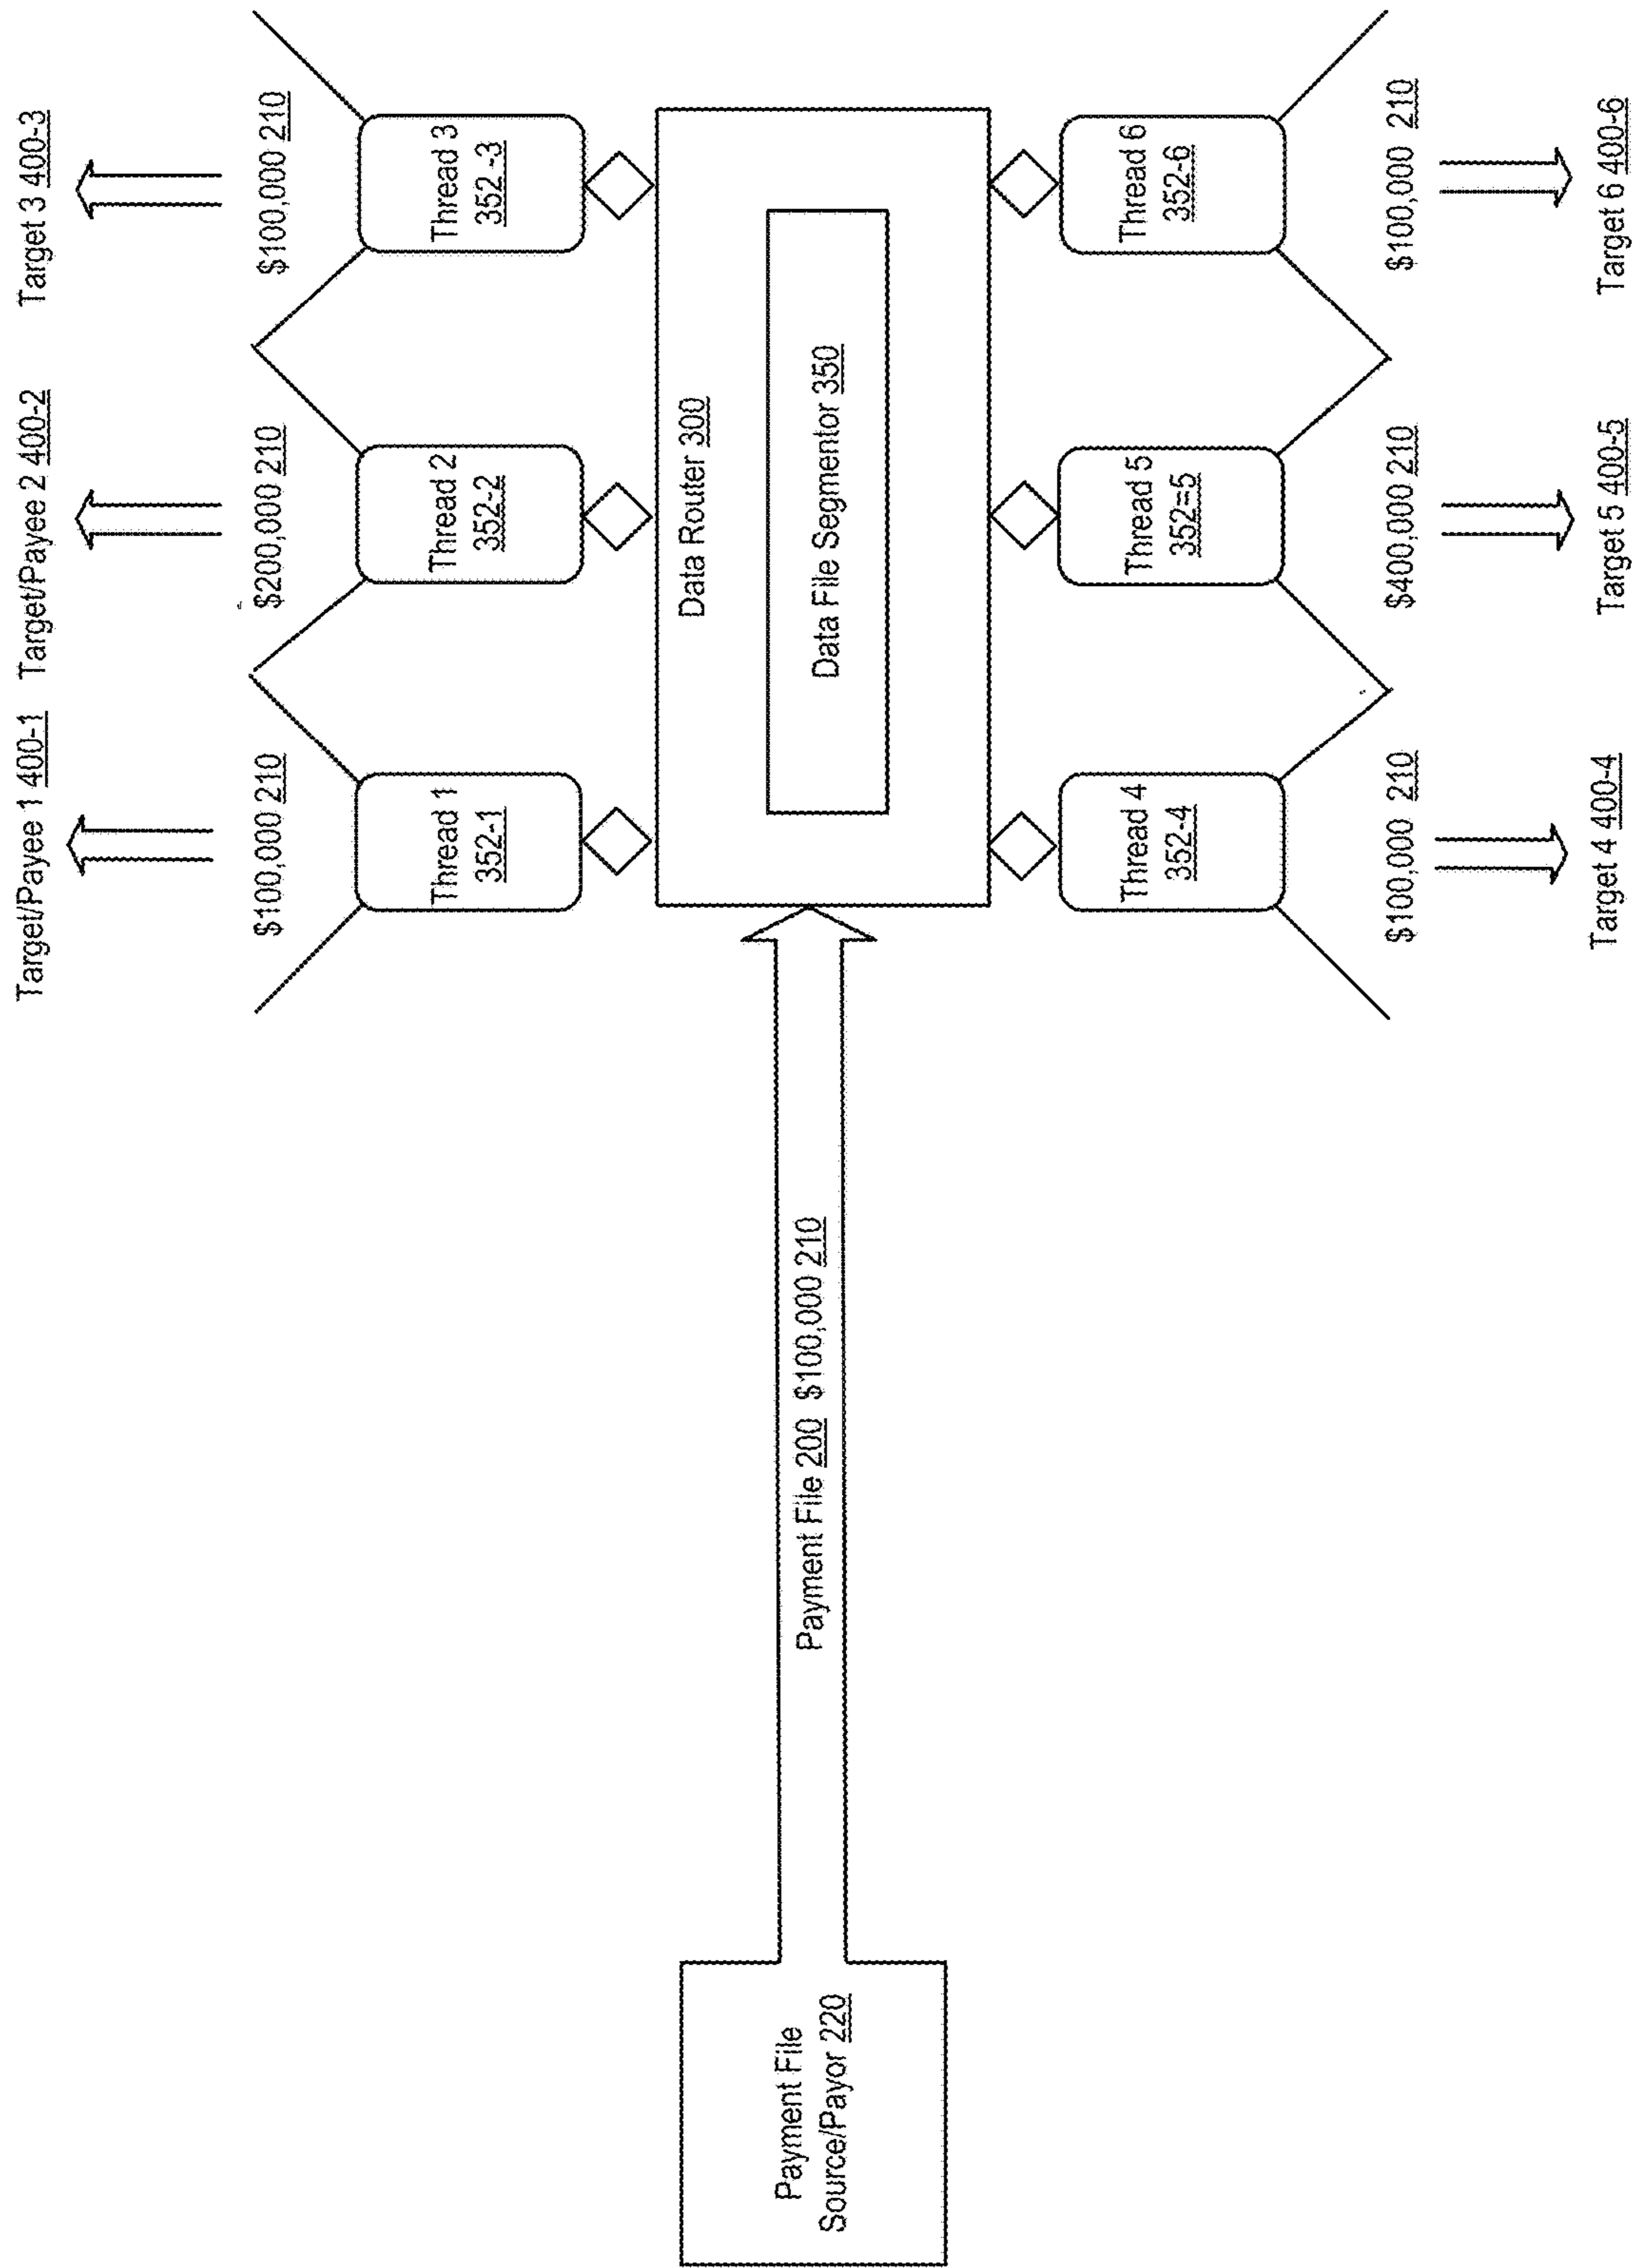 Target/Payee 1 400-1
Target/Payee 2 400-2
Target 3 400-3
$100,000 210
$200,000 210
$100,000 210
Thread 1
352-1
Thread 2
352-2
Thread 3
352-3
Data Router 300
Data File Segmentor 350
Payment File 200 $100,000 210
Payment File
Source/Payor 220
Thread 4
352-4
Thread 5
352=5
Thread 6
352-6
$100,000 210
$400,000 210
$100,000 210
Target 4 400-4
Target 5 400-5
Target 6 400-6